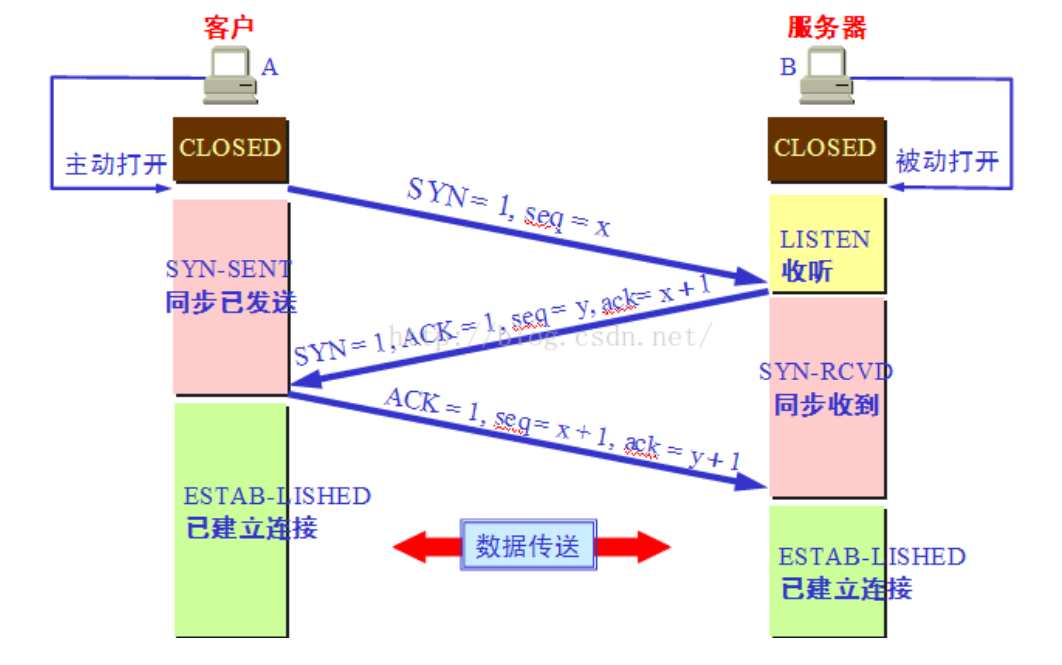 客户
服务器
A
B
CLOSED
CLOSED
主动打开
被动打开
SYN = 1, seq = x
LISTEN
收听
SYN-SENT
同步已发送
SYN = 1, ACK = 1, seq = y, ack= x + 1
http://blog.csdn.net/
SYN-RCVD
同步收到
ACK = 1, seq = x + 1, ack = y + 1
ESTAB-LISHED
已建立连接
数据传送
ESTAB-LISHED
已建立连接